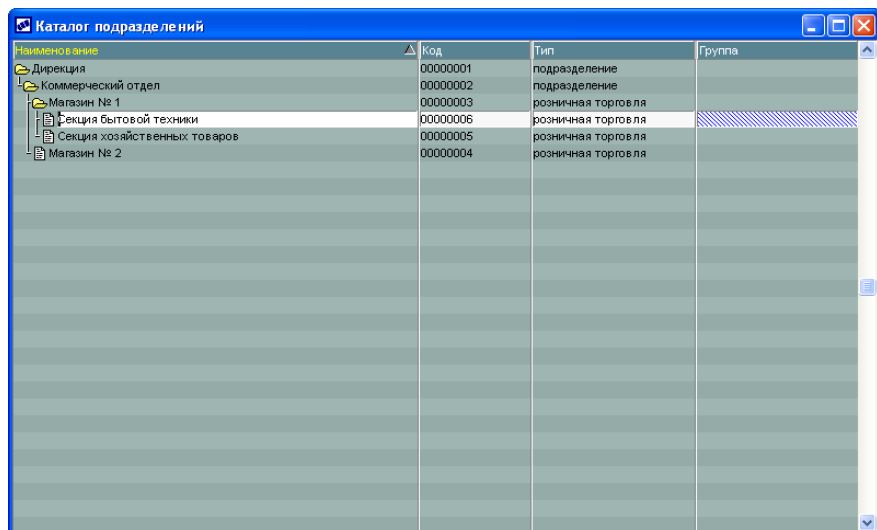 Каталог подразделений
Наименование Код Тип Группа
Дирекция 00000001 подразделение
Коммерческий отдел 00000002 подразделение
Магазин № 1 00000003 розничная торговля
Секция бытовой техники 00000006 розничная торговля
Секция хозяйственных товаров 00000005 розничная торговля
Магазин № 2 00000004 розничная торговля